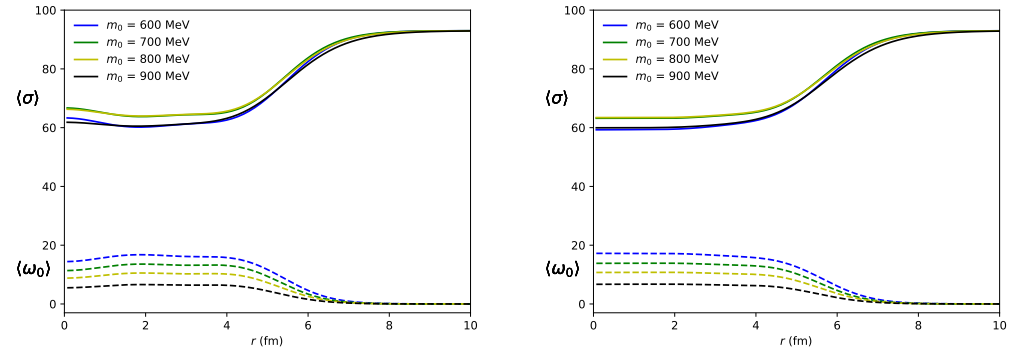 100
80
60
40
20
0
⟨σ⟩
⟨ω₀⟩
m₀ = 600 MeV
m₀ = 700 MeV
m₀ = 800 MeV
m₀ = 900 MeV
0 2 4 6 8 10
r (fm)
100
80
60
40
20
0
⟨σ⟩
⟨ω₀⟩
m₀ = 600 MeV
m₀ = 700 MeV
m₀ = 800 MeV
m₀ = 900 MeV
0 2 4 6 8 10
r (fm)